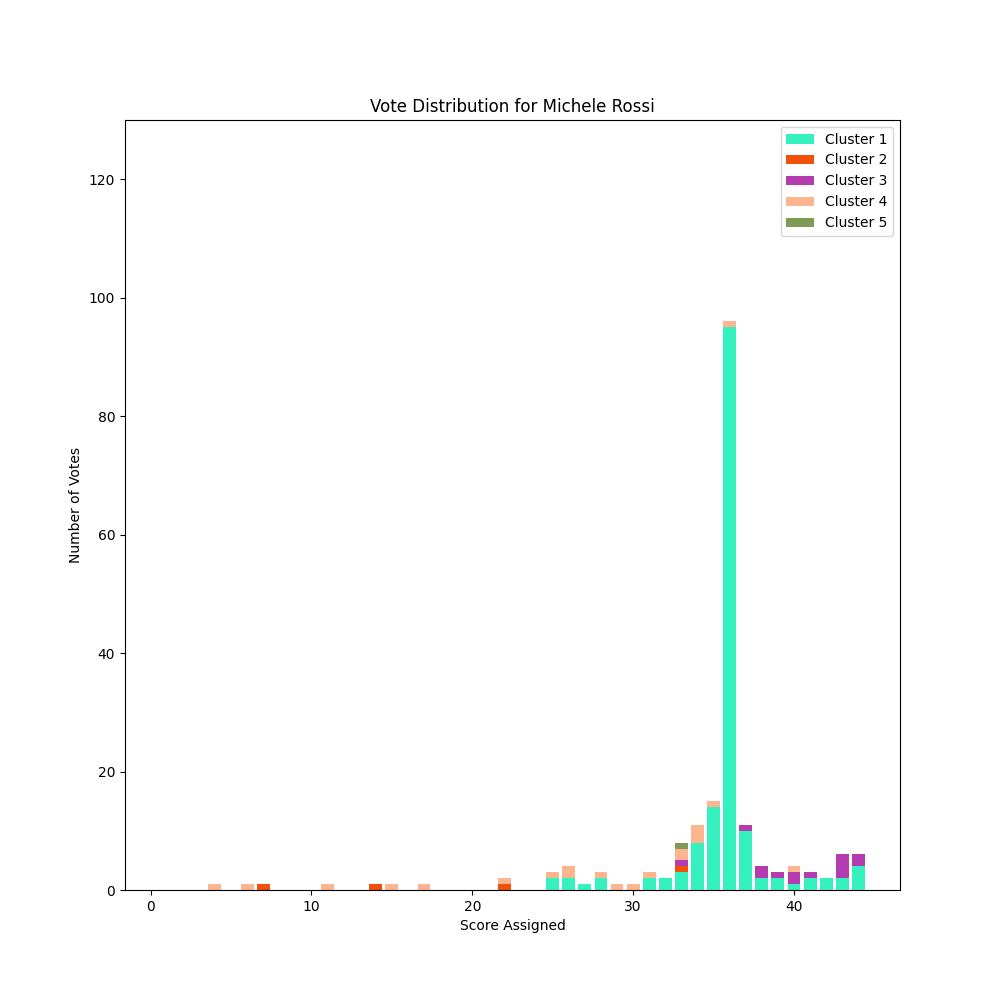 Vote Distribution for Michele Rossi
Cluster 1
Cluster 2
Cluster 3
Cluster 4
Cluster 5
120
100
80
60
40
20
0
Number of Votes
0 10 20 30 40
Score Assigned